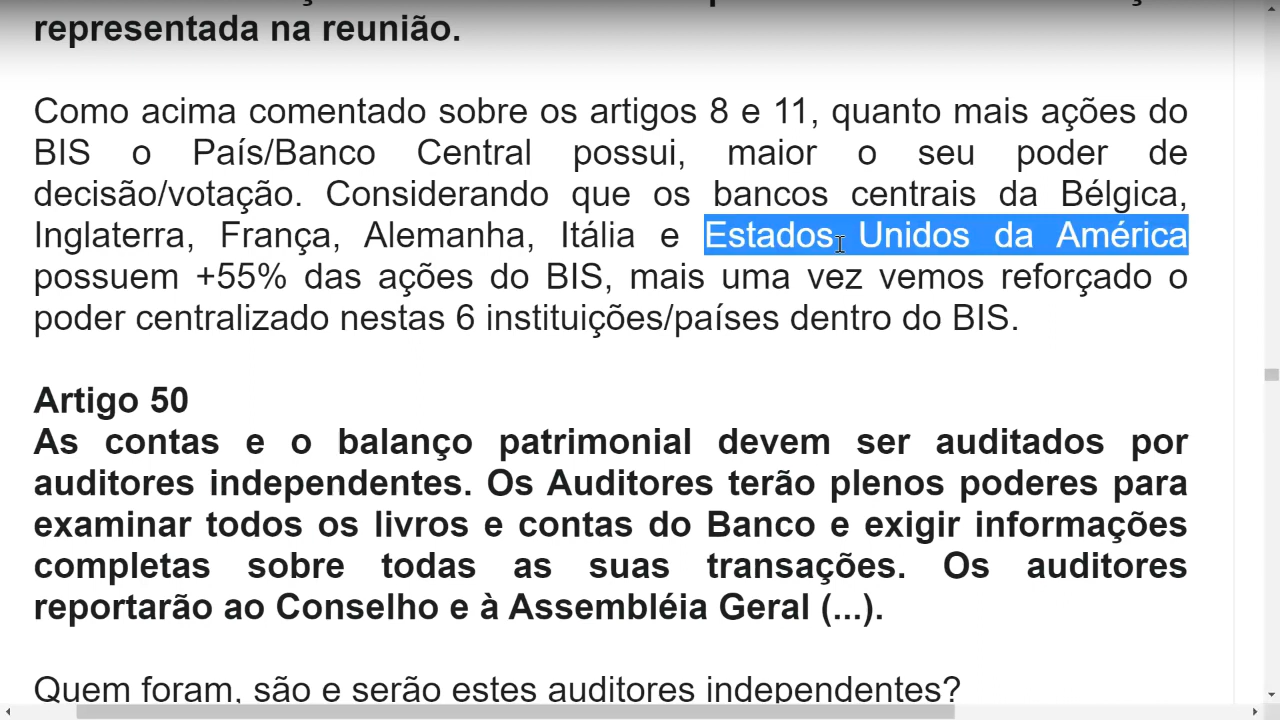 representada na reunião.
Como acima comentado sobre os artigos 8 e 11, quanto mais ações do
BIS o País/Banco Central possui, maior o seu poder de
decisão/votação. Considerando que os bancos centrais da Bélgica,
Inglaterra, França, Alemanha, Itália e Estados Unidos da América
possuem +55% das ações do BIS, mais uma vez vemos reforçado o
poder centralizado nestas 6 instituições/países dentro do BIS.
Artigo 50
As contas e o balanço patrimonial devem ser auditados por
auditores independentes. Os Auditores terão plenos poderes para
examinar todos os livros e contas do Banco e exigir informações
completas sobre todas as suas transações. Os auditores
reportarão ao Conselho e à Assembléia Geral (...).
Quem foram, são e serão estes auditores independentes?